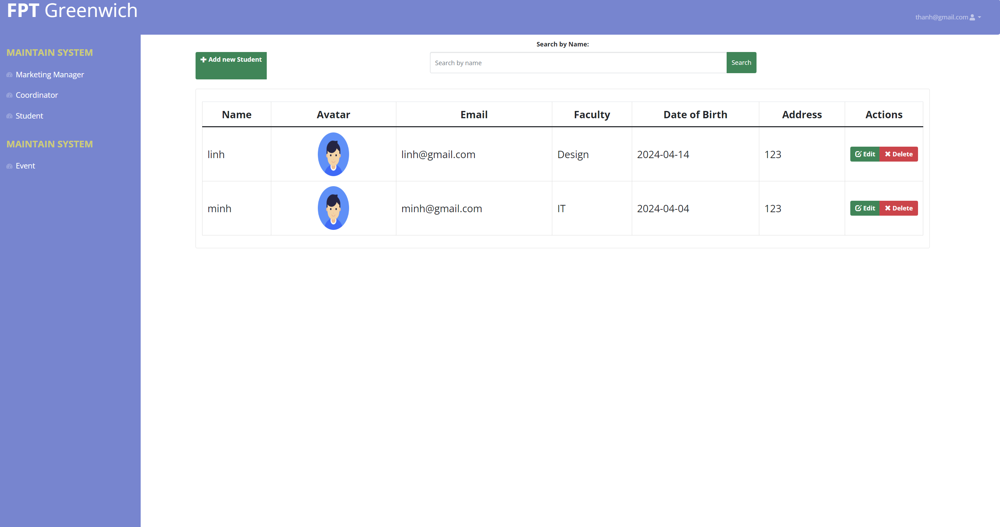 FPT Greenwich
thanh@gmail.com
MAINTAIN SYSTEM
Marketing Manager
Coordinator
Student
MAINTAIN SYSTEM
Event
Search by Name:
Add new Student
Search by name
Search
Name Avatar Email Faculty Date of Birth Address Actions
linh linh@gmail.com Design 2024-04-14 123 Edit Delete
minh minh@gmail.com IT 2024-04-04 123 Edit Delete